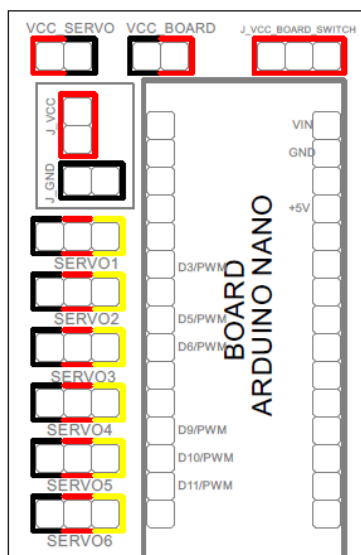 VCC_SERVO
VCC_BOARD
J_VCC_BOARD_SWITCH
J_VCC
J_GND
VIN
GND
+5V
SERVO1
D3/PWM
SERVO2
D5/PWM
D6/PWM
SERVO3
BOARD
ARDUINO NANO
SERVO4
D9/PWM
D10/PWM
SERVO5
D11/PWM
SERVO6